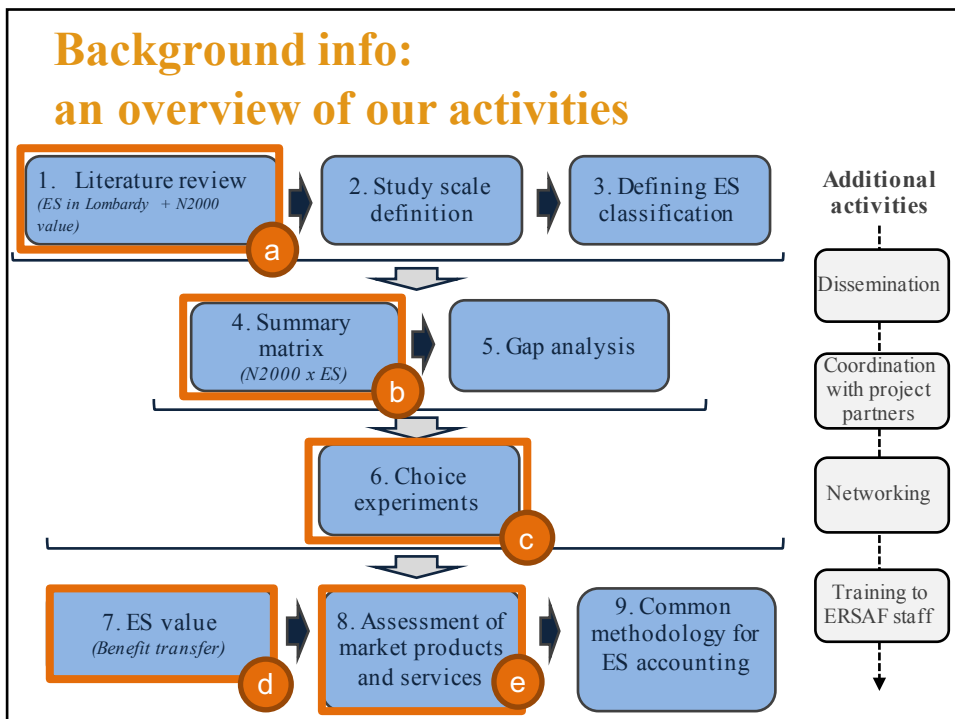 Background info:
an overview of our activities
1. Literature review
(ES in Lombardy + N2000
value)
a
2. Study scale
definition
3. Defining ES
classification
4. Summary
matrix
(N2000 x ES)
b
5. Gap analysis
6. Choice
experiments
c
7. ES value
(Benefit transfer)
d
8. Assessment of
market products
and services
e
9. Common
methodology for
ES accounting
Additional
activities
Dissemination
Coordination
with project
partners
Networking
Training to
ERSAF staff